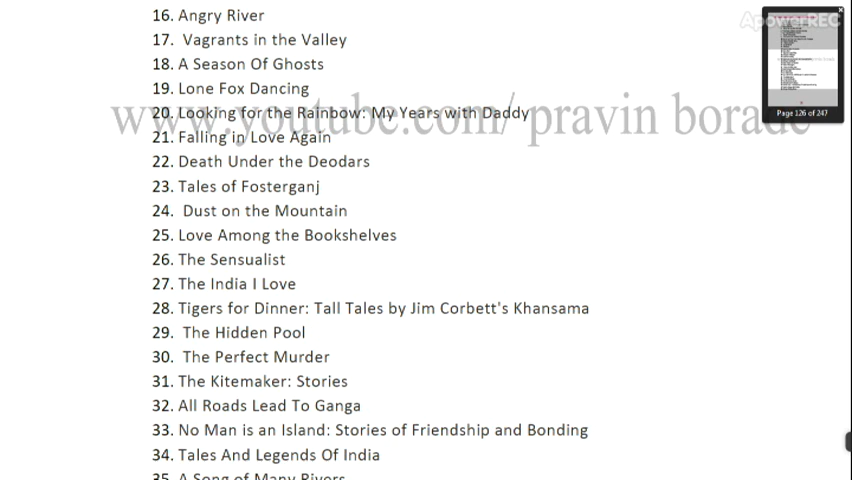 16. Angry River
17. Vagrants in the Valley
18. A Season Of Ghosts
19. Lone Fox Dancing
20. Looking for the Rainbow: My Years with Daddy
www.youtube.com/ pravin borade
21. Falling in Love Again
22. Death Under the Deodars
23. Tales of Fosterganj
24. Dust on the Mountain
25. Love Among the Bookshelves
26. The Sensualist
27. The India I Love
28. Tigers for Dinner: Tall Tales by Jim Corbett's Khansama
29. The Hidden Pool
30. The Perfect Murder
31. The Kitemaker: Stories
32. All Roads Lead To Ganga
33. No Man is an Island: Stories of Friendship and Bonding
34. Tales And Legends Of India
35. A Song of Many Rivers
ApowerREC
Page 126 of 247